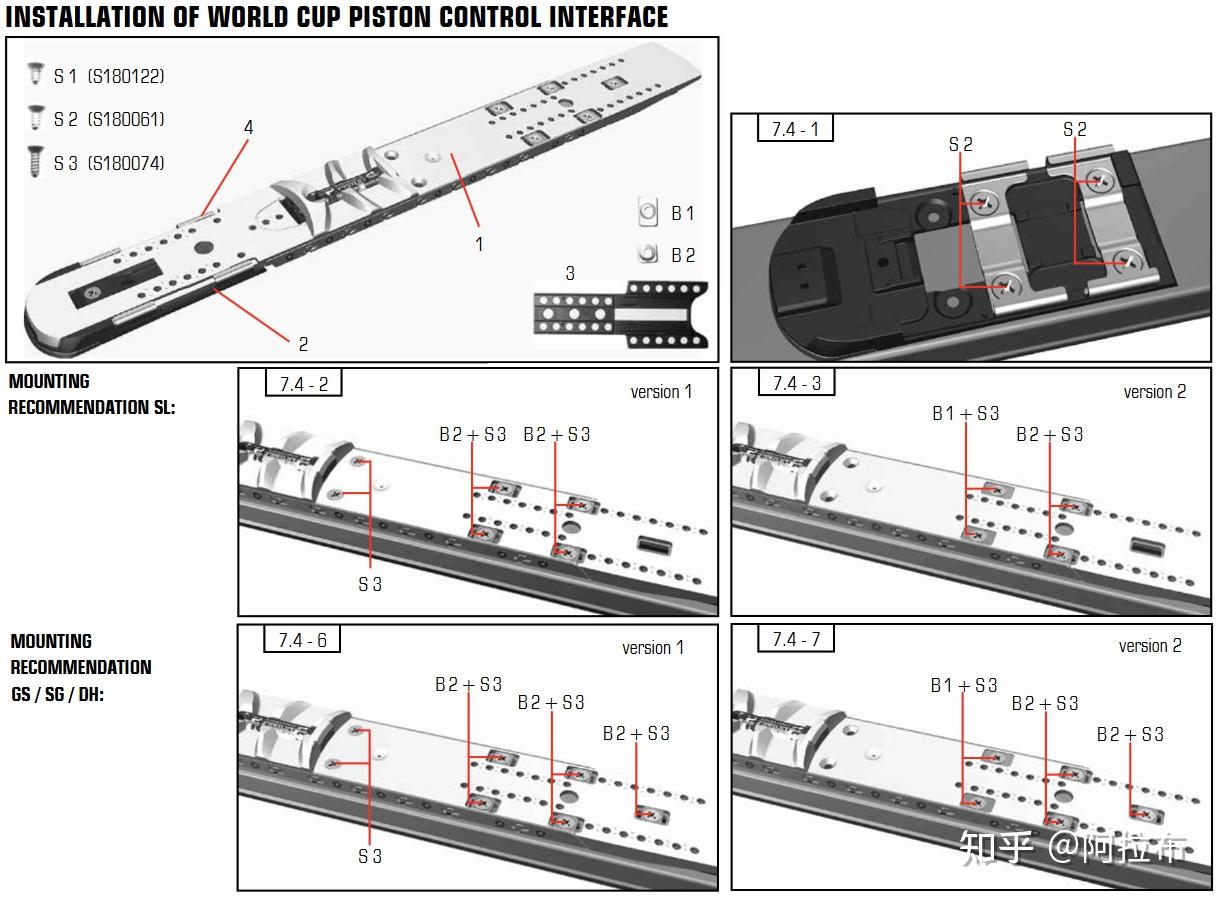 INSTALLATION OF WORLD CUP PISTON CONTROL INTERFACE
S 1 (S180122)
S 2 (S180061)
S 3 (S180074)
4
1
B 1
B 2
3
2
7.4 - 1
S 2
S 2
MOUNTING
RECOMMENDATION SL:
7.4 - 2
version 1
B 2 + S 3 B 2 + S 3
S 3
7.4 - 3
version 2
B 1 + S 3
B 2 + S 3
MOUNTING
RECOMMENDATION
GS / SG / DH:
7.4 - 6
version 1
B 2 + S 3
B 2 + S 3
B 2 + S 3
S 3
7.4 - 7
version 2
B 1 + S 3
B 2 + S 3
B 2 + S 3
知乎 @阿拉布